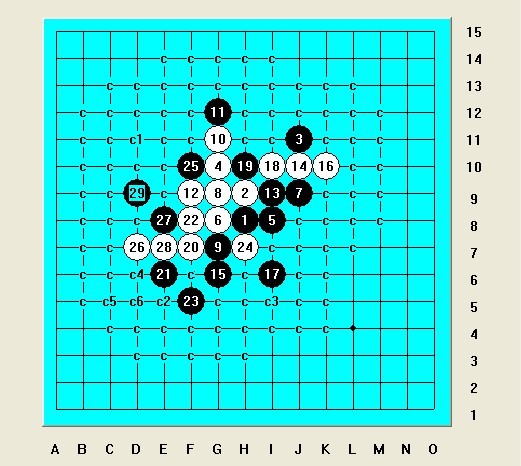 15
c c c c c 14
c c c c c c c c c c 13
c c c c c 11 c c c c c c 12
c c c1 c c 10 c c 3 c c c 11
c c c c 25 4 19 18 14 16 c c 10
c c 29 c 12 8 2 13 7 c c c 9
c c c 27 22 6 1 5 c c c c 8
c c 26 28 20 9 24 c c c c 7
c c c4 21 c 15 c 17 c c 6
c c5 c6 c2 23 c c c3 c c 5
c c c c c c c c c 4
c c c c c 3
2
1
A B C D E F G H I J K L M N O